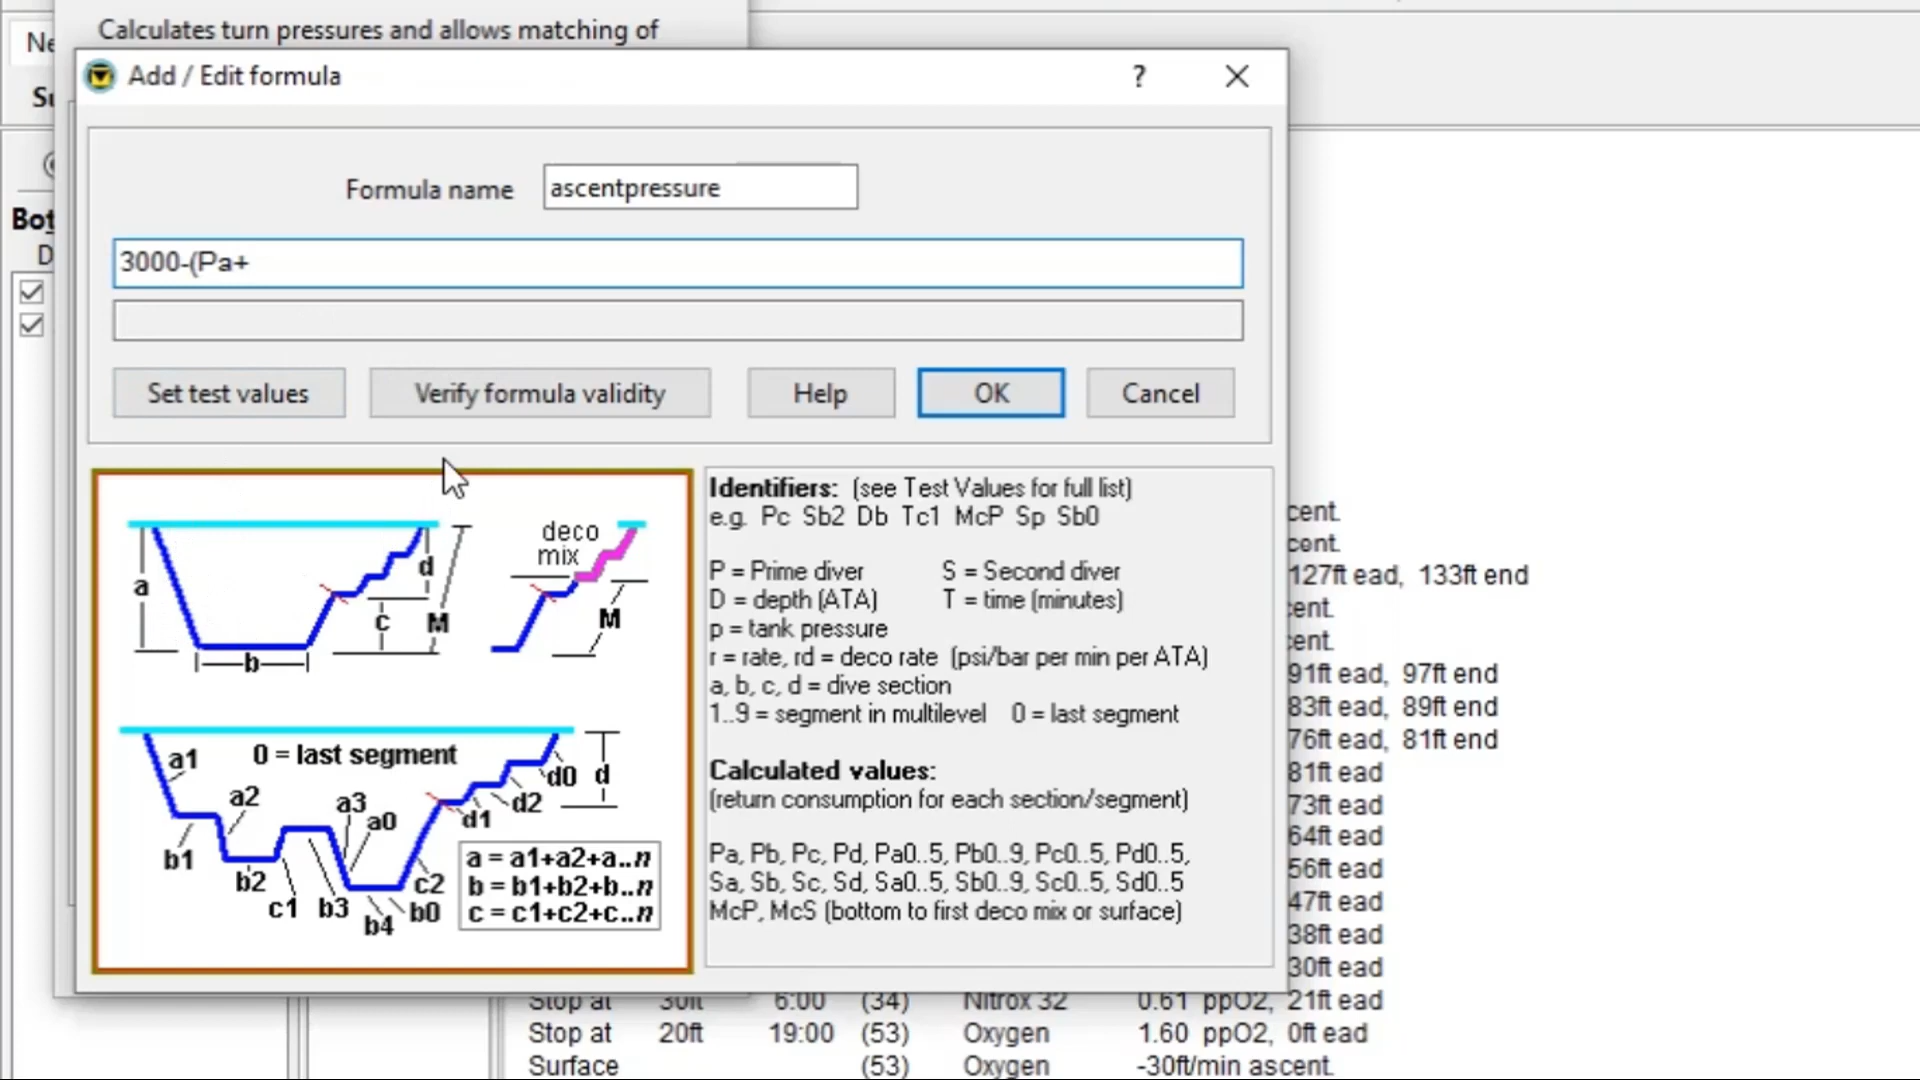 Calculates turn pressures and allows matching of
Ne
Add / Edit formula
?
Su
Formula name ascentpressure
Bot
D
3000-(Pa+
Set test values Verify formula validity Help OK Cancel
Identifiers: (see Test Values for full list)
e.g. Pc Sb2 Db Tc1 McP Sp Sb0
P = Prime diver S = Second diver
D = depth (ATA) T = time (minutes)
p = tank pressure
r = rate, rd = deco rate (psi/bar per min per ATA)
a, b, c, d = dive section
1..9 = segment in multilevel 0 = last segment
Calculated values:
(return consumption for each section/segment)
Pa, Pb, Pc, Pd, Pa0..5, Pb0..9, Pc0..5, Pd0..5,
Sa, Sb, Sc, Sd, Sa0..5, Sb0..9, Sc0..5, Sd0..5
McP, McS (bottom to first deco mix or surface)
deco
mix
a
d
c
M
M
b
0 = last segment
a1
a2
a3
a0
d0
d
d2
d1
b1
b2
c1
b3
b4
b0
c2
a = a1+a2+a..n
b = b1+b2+b..n
c = c1+c2+c..n
cent.
cent.
127ft ead, 133ft end
cent.
cent.
91ft ead, 97ft end
83ft ead, 89ft end
76ft ead, 81ft end
81ft ead
73ft ead
64ft ead
56ft ead
47ft ead
38ft ead
30ft ead
Stop at 30ft 6:00 (34) Nitrox 32 0.61 ppO2, 21ft ead
Stop at 20ft 19:00 (53) Oxygen 1.60 ppO2, 0ft ead
Surface (53) Oxygen -30ft/min ascent.